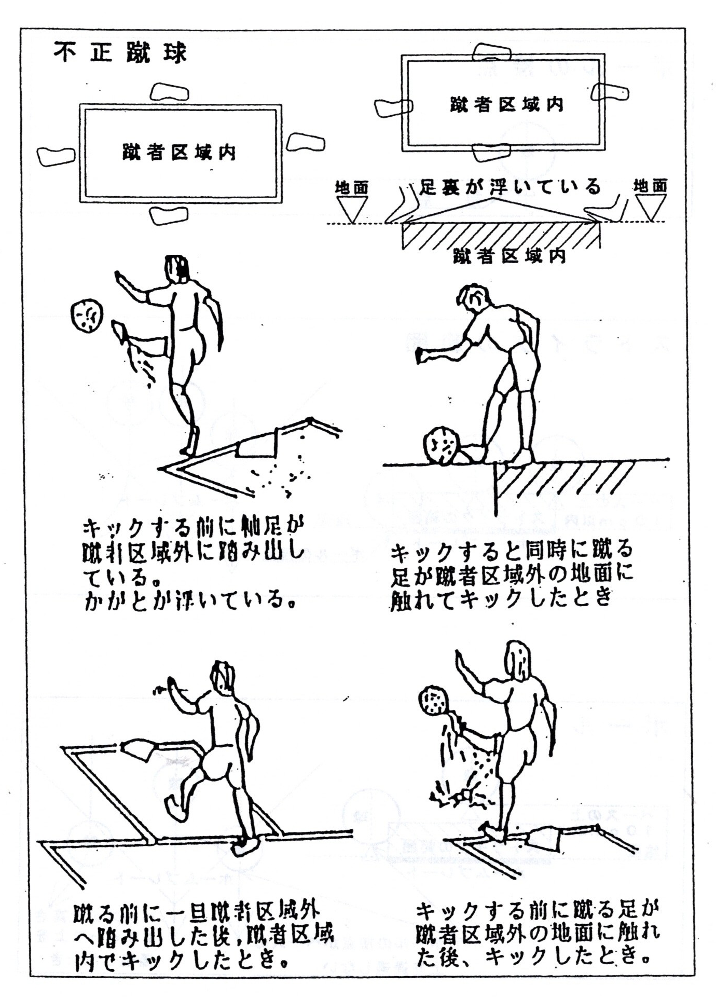 不正蹴球
蹴者区域内
蹴者区域内
地面
足裏が浮いている
地面
蹴者区域内
キックする前に軸足が
蹴者区域外に踏み出し
ている。
かかとが浮いている。
キックすると同時に蹴る
足が蹴者区域外の地面に
触れてキックしたとき
蹴る前に一旦蹴者区域外
へ踏み出した後,蹴者区域
内でキックしたとき。
キックする前に蹴る足が
蹴者区域外の地面に触れ
た後、キックしたとき。